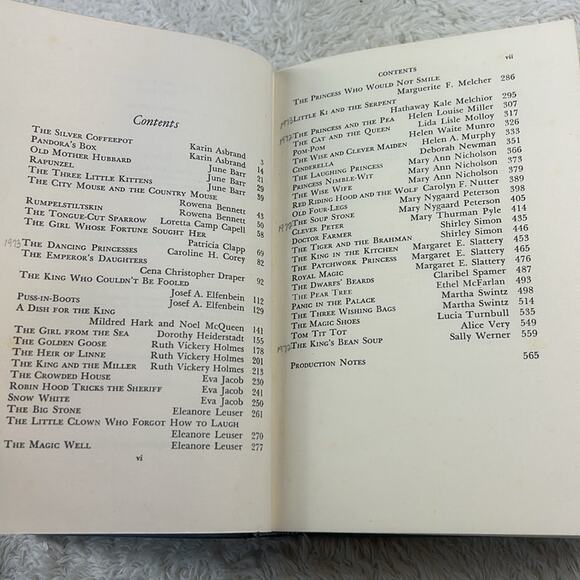 Contents
THE SILVER COFFEEPOT Karin Asbrand 3
PANDORA'S BOX Karin Asbrand 14
OLD MOTHER HUBBARD June Barr 21
RAPUNZEL June Barr 29
THE THREE LITTLE KITTENS June Barr 39
THE CITY MOUSE AND THE COUNTRY MOUSE
Rowena Bennett 43
RUMPELSTILTSKIN Rowena Bennett 50
THE TONGUE-CUT SPARROW Loretta Camp Capell 58
THE GIRL WHOSE FORTUNE SOUGHT HER
Patricia Clapp 69
1973 THE DANCING PRINCESSES Caroline H. Corey 82
THE EMPEROR'S DAUGHTERS
Cena Christopher Draper 92
THE KING WHO COULDN'T BE FOOLED
Josef A. Elfenbein 112
PUSS-IN-BOOTS Josef A. Elfenbein 129
A DISH FOR THE KING
Mildred Hark and Noel McQueen 141
THE GIRL FROM THE SEA Dorothy Heiderstadt 155
THE GOLDEN GOOSE Ruth Vickery Holmes 178
THE HEIR OF LINNE Ruth Vickery Holmes 201
THE KING AND THE MILLER Ruth Vickery Holmes 213
THE CROWDED HOUSE Eva Jacob 230
ROBIN HOOD TRICKS THE SHERIFF Eva Jacob 241
SNOW WHITE Eva Jacob 250
THE BIG STONE Eleanore Leuser 261
THE LITTLE CLOWN WHO FORGOT HOW TO LAUGH
Eleanore Leuser 270
THE MAGIC WELL Eleanore Leuser 277
vi
CONTENTS vii
THE PRINCESS WHO WOULD NOT SMILE
Marguerite F. Melcher 286
1973 LITTLE KI AND THE SERPENT
Hathaway Kale Melchior 295
1972 THE PRINCESS AND THE PEA Helen Louise Miller 307
THE CAT AND THE QUEEN Lida Lisle Molloy 317
POM-POM Helen Waite Munro 326
THE WISE AND CLEVER MAIDEN Helen A. Murphy 333
CINDERELLA Deborah Newman 351
THE LAUGHING PRINCESS Mary Ann Nicholson 366
PRINCESS NIMBLE-WIT Mary Ann Nicholson 373
THE WISE WIFE Mary Ann Nicholson 379
RED RIDING HOOD AND THE WOLF Carolyn F. Nutter 389
OLD FOUR-LEGS Mary Nygaard Peterson 398
1972 THE SOUP STONE Mary Nygaard Peterson 405
CLEVER PETER Mary Thurman Pyle 414
DOCTOR FARMER Shirley Simon 435
THE TIGER AND THE BRAHMAN Shirley Simon 446
THE KING IN THE KITCHEN Margaret E. Slattery 453
THE PATCHWORK PRINCESS Margaret E. Slattery 465
ROYAL MAGIC Margaret E. Slattery 476
THE DWARFS' BEARDS Claribel Spamer 487
THE PEAR TREE Ethel McFarlan 493
PANIC IN THE PALACE Martha Swintz 498
THE THREE WISHING BAGS Martha Swintz 514
THE MAGIC SHOES Lucia Turnbull 535
TOM TIT TOT Alice Very 549
1972 THE KING'S BEAN SOUP Sally Werner 559
PRODUCTION NOTES 565